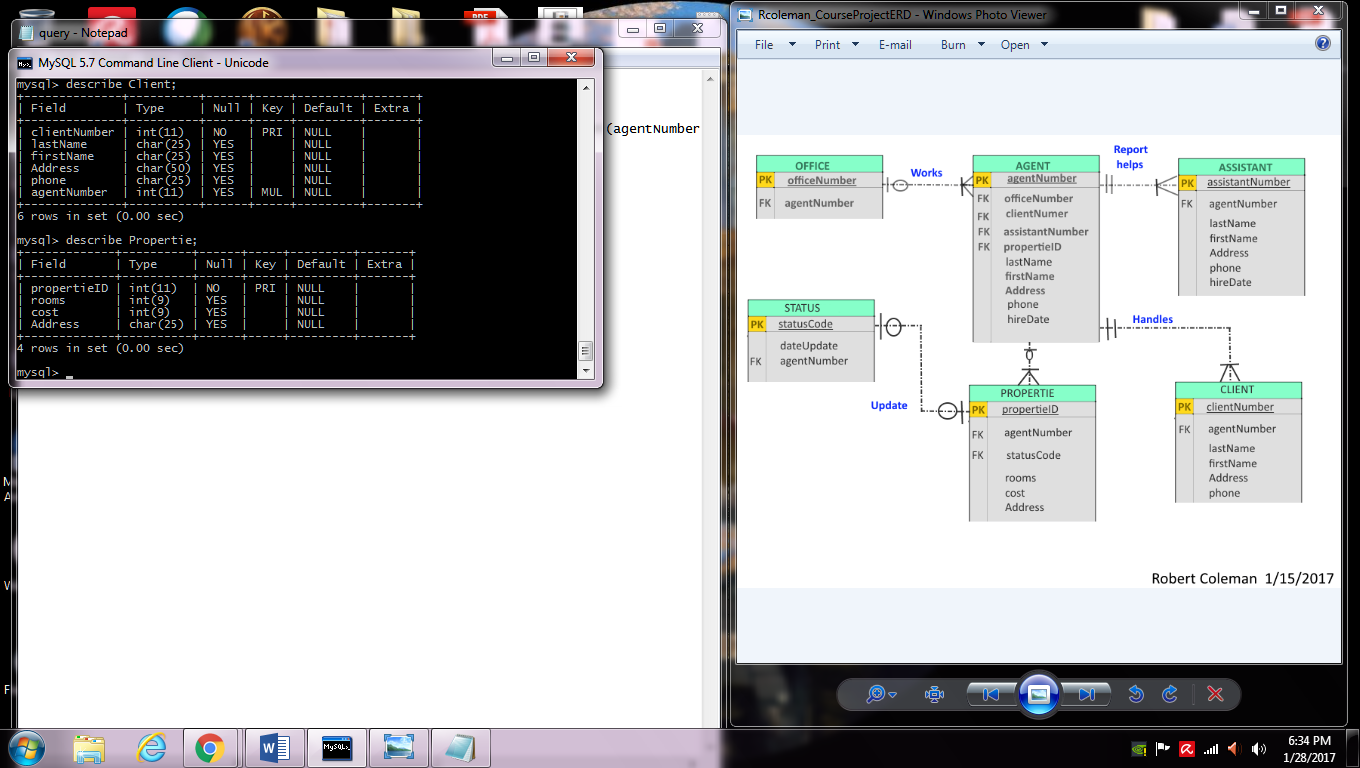 query - Notepad
(agentNumber
MySQL 5.7 Command Line Client - Unicode
mysql> describe Client;
+--------------+----------+------+-----+---------+-------+
| Field        | Type     | Null | Key | Default | Extra |
+--------------+----------+------+-----+---------+-------+
| clientNumber | int(11)  | NO   | PRI | NULL    |       |
| lastName     | char(25) | YES  |     | NULL    |       |
| firstName    | char(25) | YES  |     | NULL    |       |
| Address      | char(50) | YES  |     | NULL    |       |
| phone        | char(25) | YES  |     | NULL    |       |
| agentNumber  | int(11)  | YES  | MUL | NULL    |       |
+--------------+----------+------+-----+---------+-------+
6 rows in set (0.00 sec)
mysql> describe Propertie;
+-------------+----------+------+-----+---------+-------+
| Field       | Type     | Null | Key | Default | Extra |
+-------------+----------+------+-----+---------+-------+
| propertieID | int(11)  | NO   | PRI | NULL    |       |
| rooms       | int(9)   | YES  |     | NULL    |       |
| cost        | int(9)   | YES  |     | NULL    |       |
| Address     | char(25) | YES  |     | NULL    |       |
+-------------+----------+------+-----+---------+-------+
4 rows in set (0.00 sec)
mysql> _
Rcoleman_CourseProjectERD - Windows Photo Viewer
File Print E-mail Burn Open
OFFICE
PK officeNumber
FK agentNumber
Works
AGENT
PK agentNumber
FK officeNumber
FK clientNumer
FK assistantNumber
FK propertieID
lastName
firstName
Address
phone
hireDate
Report
helps
ASSISTANT
PK assistantNumber
FK agentNumber
lastName
firstName
Address
phone
hireDate
STATUS
PK statusCode
dateUpdate
FK agentNumber
Handles
Update
PROPERTIE
PK propertieID
FK agentNumber
FK statusCode
rooms
cost
Address
CLIENT
PK clientNumber
FK agentNumber
lastName
firstName
Address
phone
Robert Coleman 1/15/2017
6:34 PM
1/28/2017